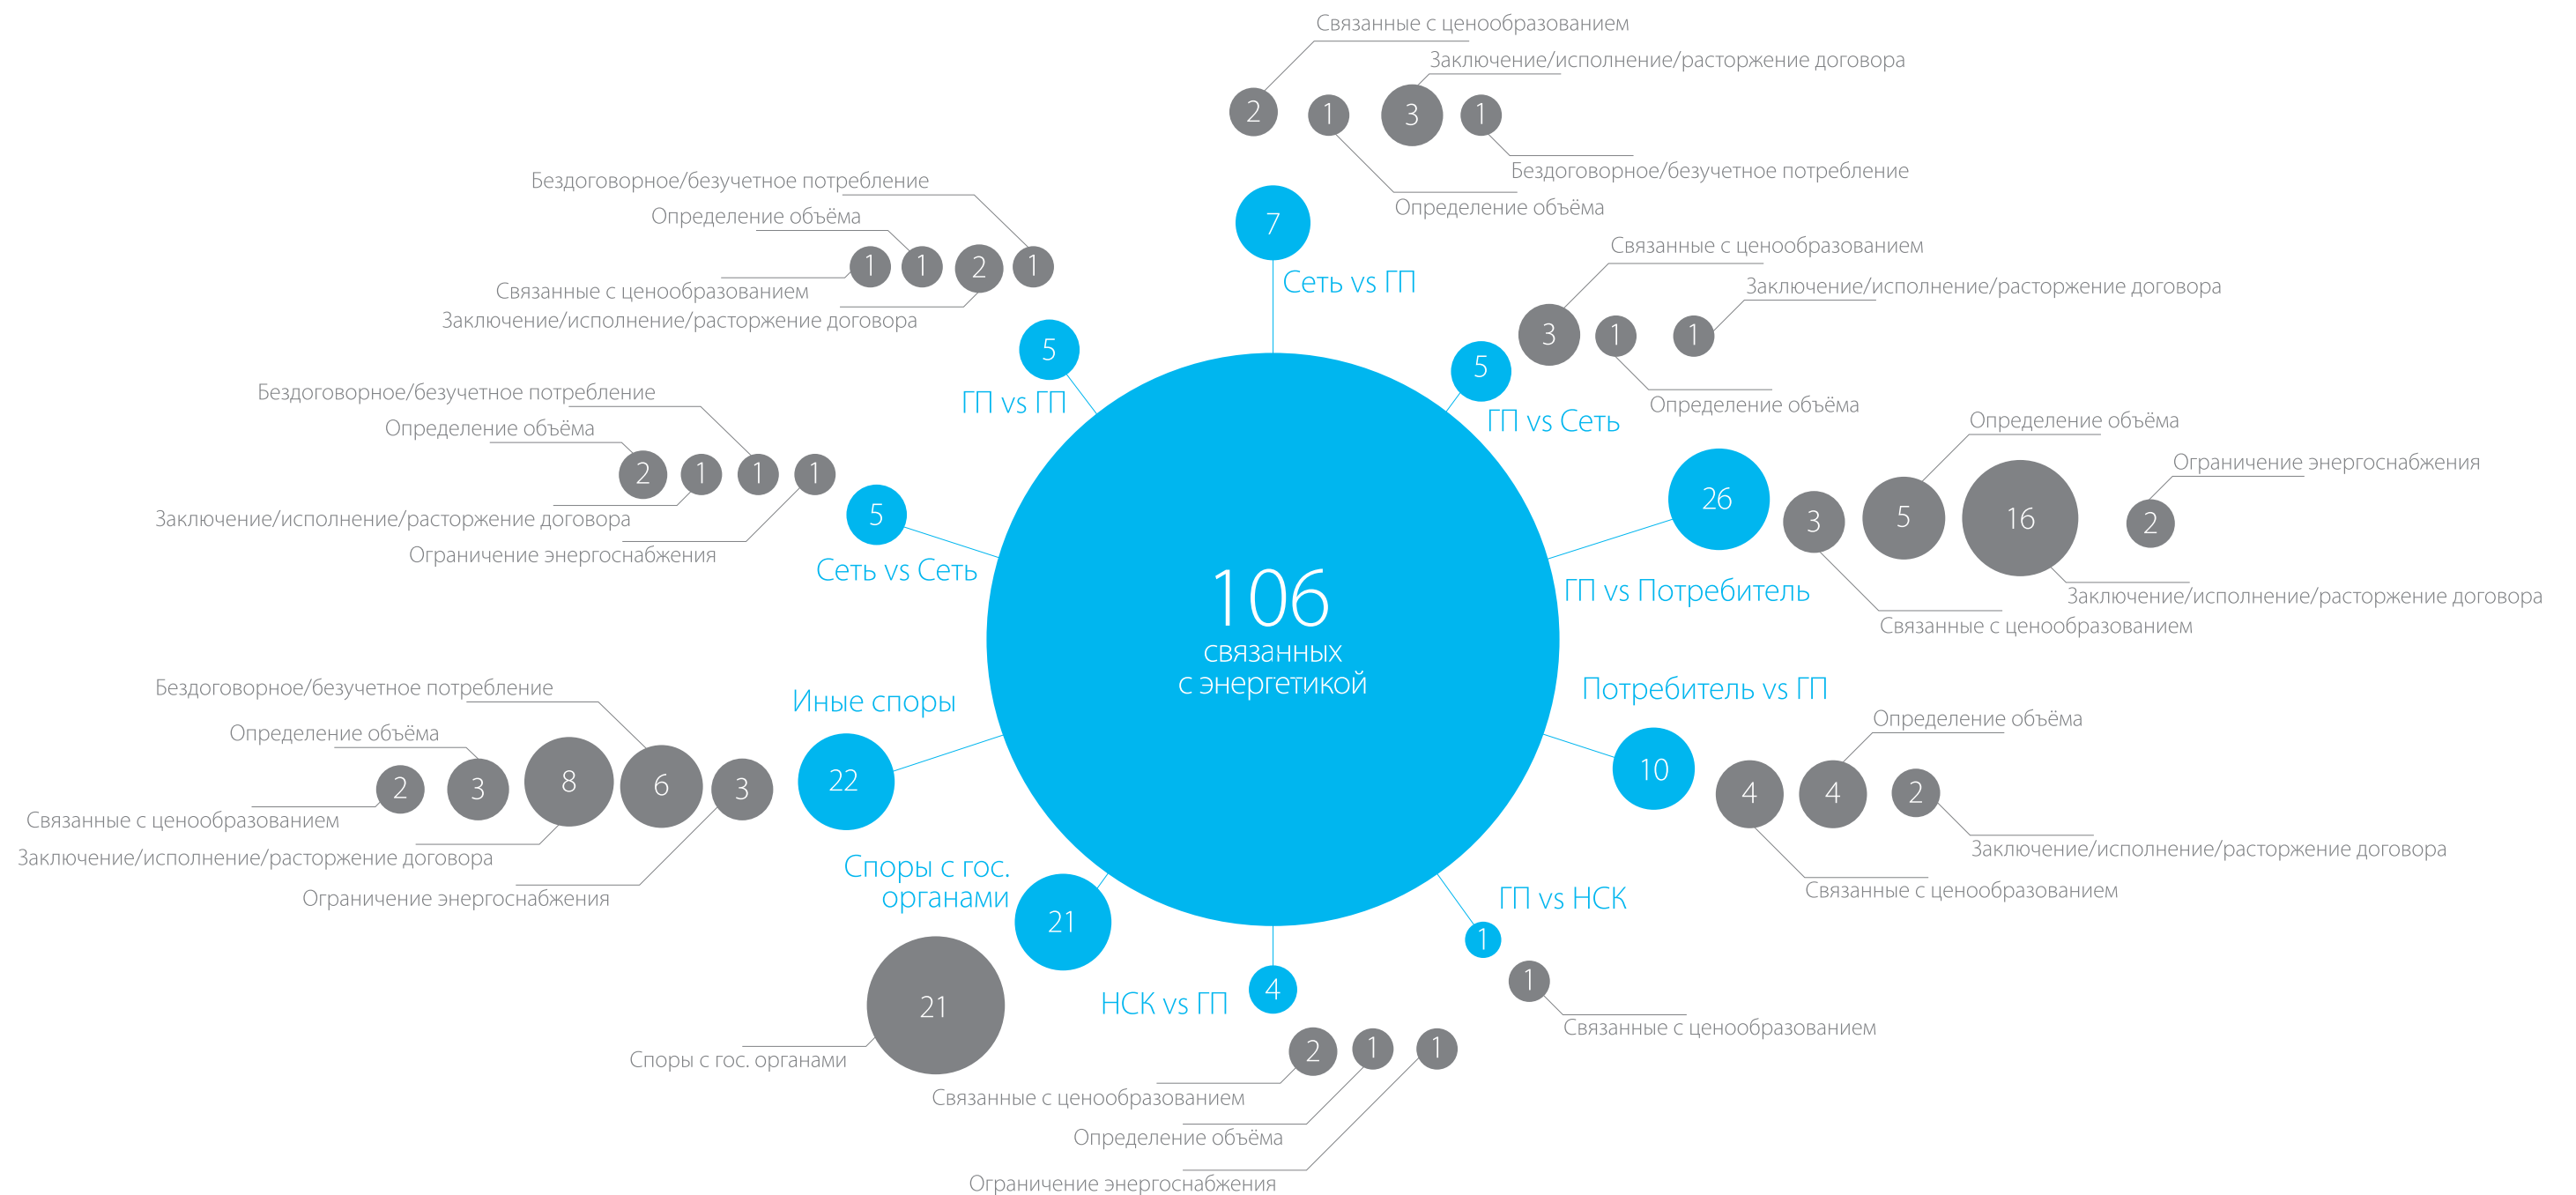 Связанные с ценообразованием
Заключение/исполнение/расторжение договора
2
1
3
1
Бездоговорное/безучетное потребление
Определение объёма
7
Сеть vs ГП
Связанные с ценообразованием
Заключение/исполнение/расторжение договора
3
1
1
5
Определение объёма
ГП vs Сеть
Определение объёма
Ограничение энергоснабжения
26
3
5
16
2
ГП vs Потребитель
Заключение/исполнение/расторжение договора
Связанные с ценообразованием
Потребитель vs ГП
Определение объёма
10
4
4
2
Заключение/исполнение/расторжение договора
Связанные с ценообразованием
ГП vs НСК
1
1
Связанные с ценообразованием
4
НСК vs ГП
2
1
1
Связанные с ценообразованием
Определение объёма
Ограничение энергоснабжения
Споры с гос.
органами
21
21
Споры с гос. органами
Иные споры
22
Бездоговорное/безучетное потребление
Определение объёма
2
3
8
6
3
Связанные с ценообразованием
Заключение/исполнение/расторжение договора
Ограничение энергоснабжения
Бездоговорное/безучетное потребление
Определение объёма
2
1
1
1
5
Заключение/исполнение/расторжение договора
Ограничение энергоснабжения
Сеть vs Сеть
Бездоговорное/безучетное потребление
Определение объёма
1
1
2
1
Связанные с ценообразованием
Заключение/исполнение/расторжение договора
5
ГП vs ГП
106
связанных
с энергетикой